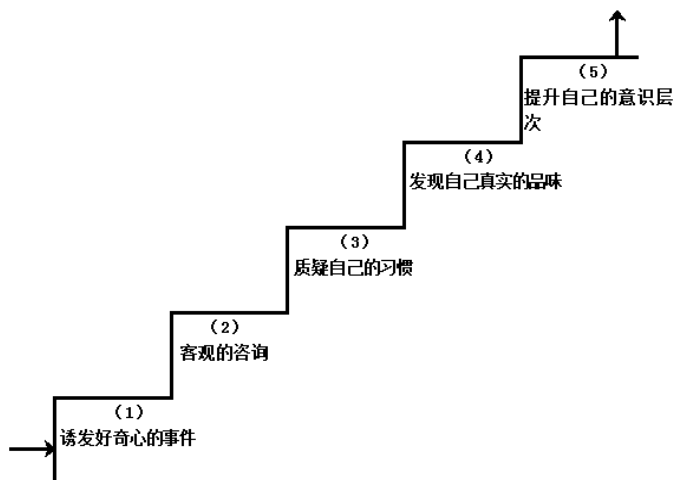 (5)
提升自己的意识层
次
(4)
发现自己真实的品味
(3)
质疑自己的习惯
(2)
客观的咨询
(1)
诱发好奇心的事件